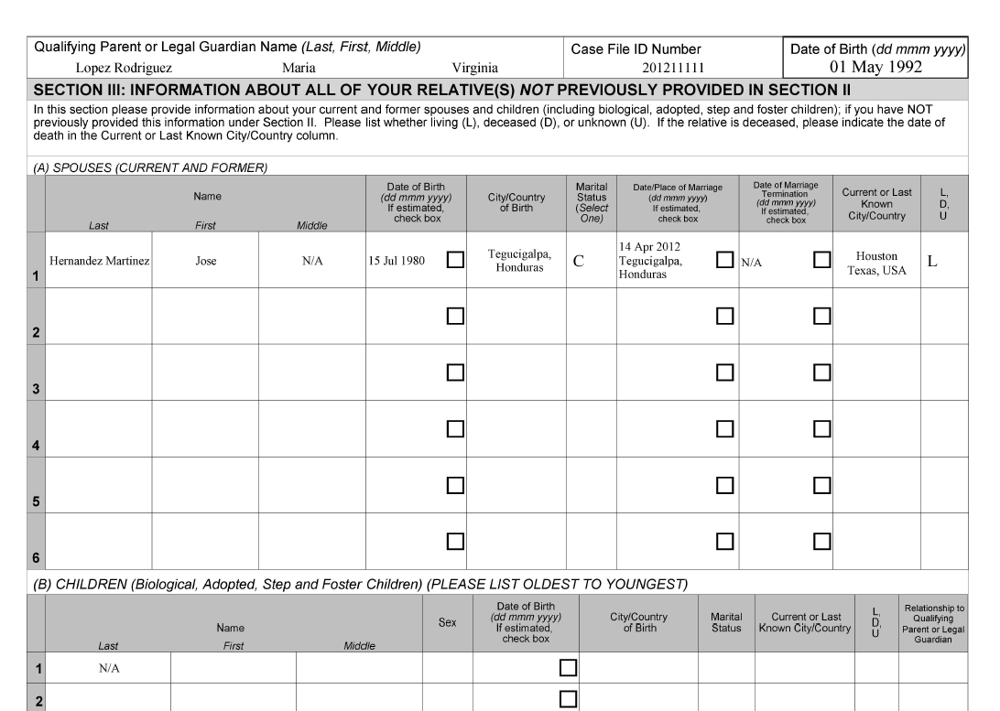 Qualifying Parent or Legal Guardian Name (Last, First, Middle)
Lopez Rodriguez Maria Virginia
Case File ID Number
201211111
Date of Birth (dd mmm yyyy)
01 May 1992
SECTION III: INFORMATION ABOUT ALL OF YOUR RELATIVE(S) NOT PREVIOUSLY PROVIDED IN SECTION II
In this section please provide information about your current and former spouses and children (including biological, adopted, step and foster children); if you have NOT
previously provided this information under Section II. Please list whether living (L), deceased (D), or unknown (U). If the relative is deceased, please indicate the date of
death in the Current or Last Known City/Country column.
(A) SPOUSES (CURRENT AND FORMER)
Name
Last First Middle
Date of Birth
(dd mmm yyyy)
If estimated,
check box
City/Country
of Birth
Marital
Status
(Select
One)
Date/Place of Marriage
(dd mmm yyyy)
If estimated,
check box
Date of Marriage
Termination
(dd mmm yyyy)
If estimated,
check box
Current or Last
Known
City/Country
L,
D,
U
1
Hernandez Martinez
Jose
N/A
15 Jul 1980
Tegucigalpa,
Honduras
C
14 Apr 2012
Tegucigalpa,
Honduras
N/A
Houston
Texas, USA
L
2
3
4
5
6
(B) CHILDREN (Biological, Adopted, Step and Foster Children) (PLEASE LIST OLDEST TO YOUNGEST)
Name
Last First Middle
Sex
Date of Birth
(dd mmm yyyy)
If estimated,
check box
City/Country
of Birth
Marital
Status
Current or Last
Known City/Country
L,
D,
U
Relationship to
Qualifying
Parent or Legal
Guardian
1
N/A
2